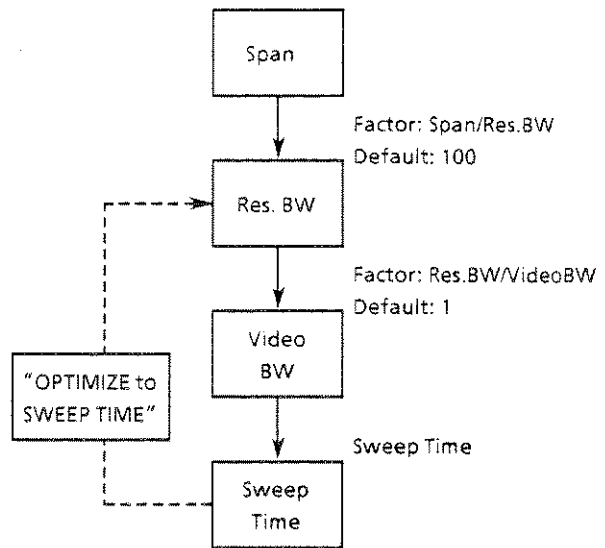 Span
Factor: Span/Res.BW
Default: 100
Res. BW
Factor: Res.BW/VideoBW
Default: 1
Video
BW
"OPTIMIZE to
SWEEP TIME"
Sweep Time
Sweep
Time